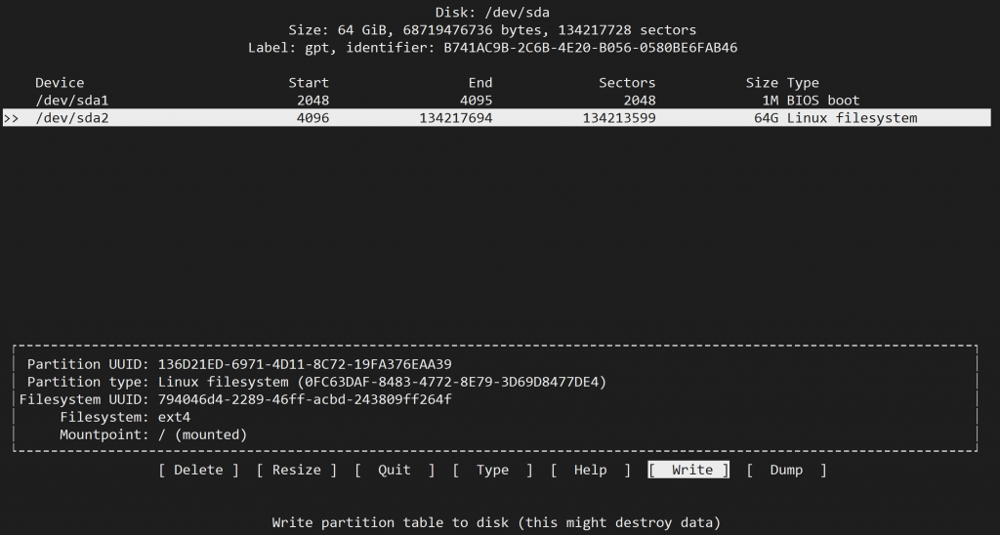 Disk: /dev/sda
Size: 64 GiB, 68719476736 bytes, 134217728 sectors
Label: gpt, identifier: B741AC9B-2C6B-4E20-B056-0580BE6FAB46
Device Start End Sectors Size Type
/dev/sda1 2048 4095 2048 1M BIOS boot
>> /dev/sda2 4096 134217694 134213599 64G Linux filesystem
Partition UUID: 136D21ED-6971-4D11-8C72-19FA376EAA39
Partition type: Linux filesystem (0FC63DAF-8483-4772-8E79-3D69D8477DE4)
Filesystem UUID: 794046d4-2289-46ff-acbd-243809ff264f
Filesystem: ext4
Mountpoint: / (mounted)
[ Delete ] [ Resize ] [ Quit ] [ Type ] [ Help ] [ Write ] [ Dump ]
Write partition table to disk (this might destroy data)